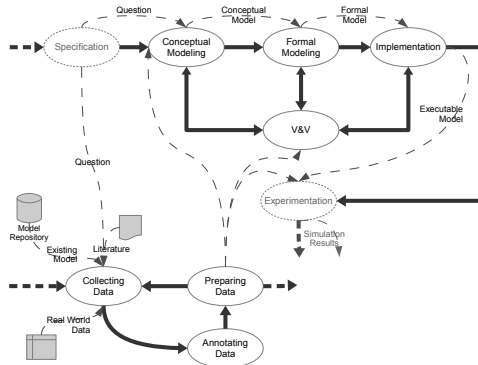 Question
Conceptual
Model
Formal
Model
Specification
Conceptual
Modeling
Formal
Modeling
Implementation
V&V
Executable
Model
Question
Experimentation
Model
Repository
Literature
Simulation
Results
Existing
Model
Collecting
Data
Preparing
Data
Real World
Data
Annotating
Data